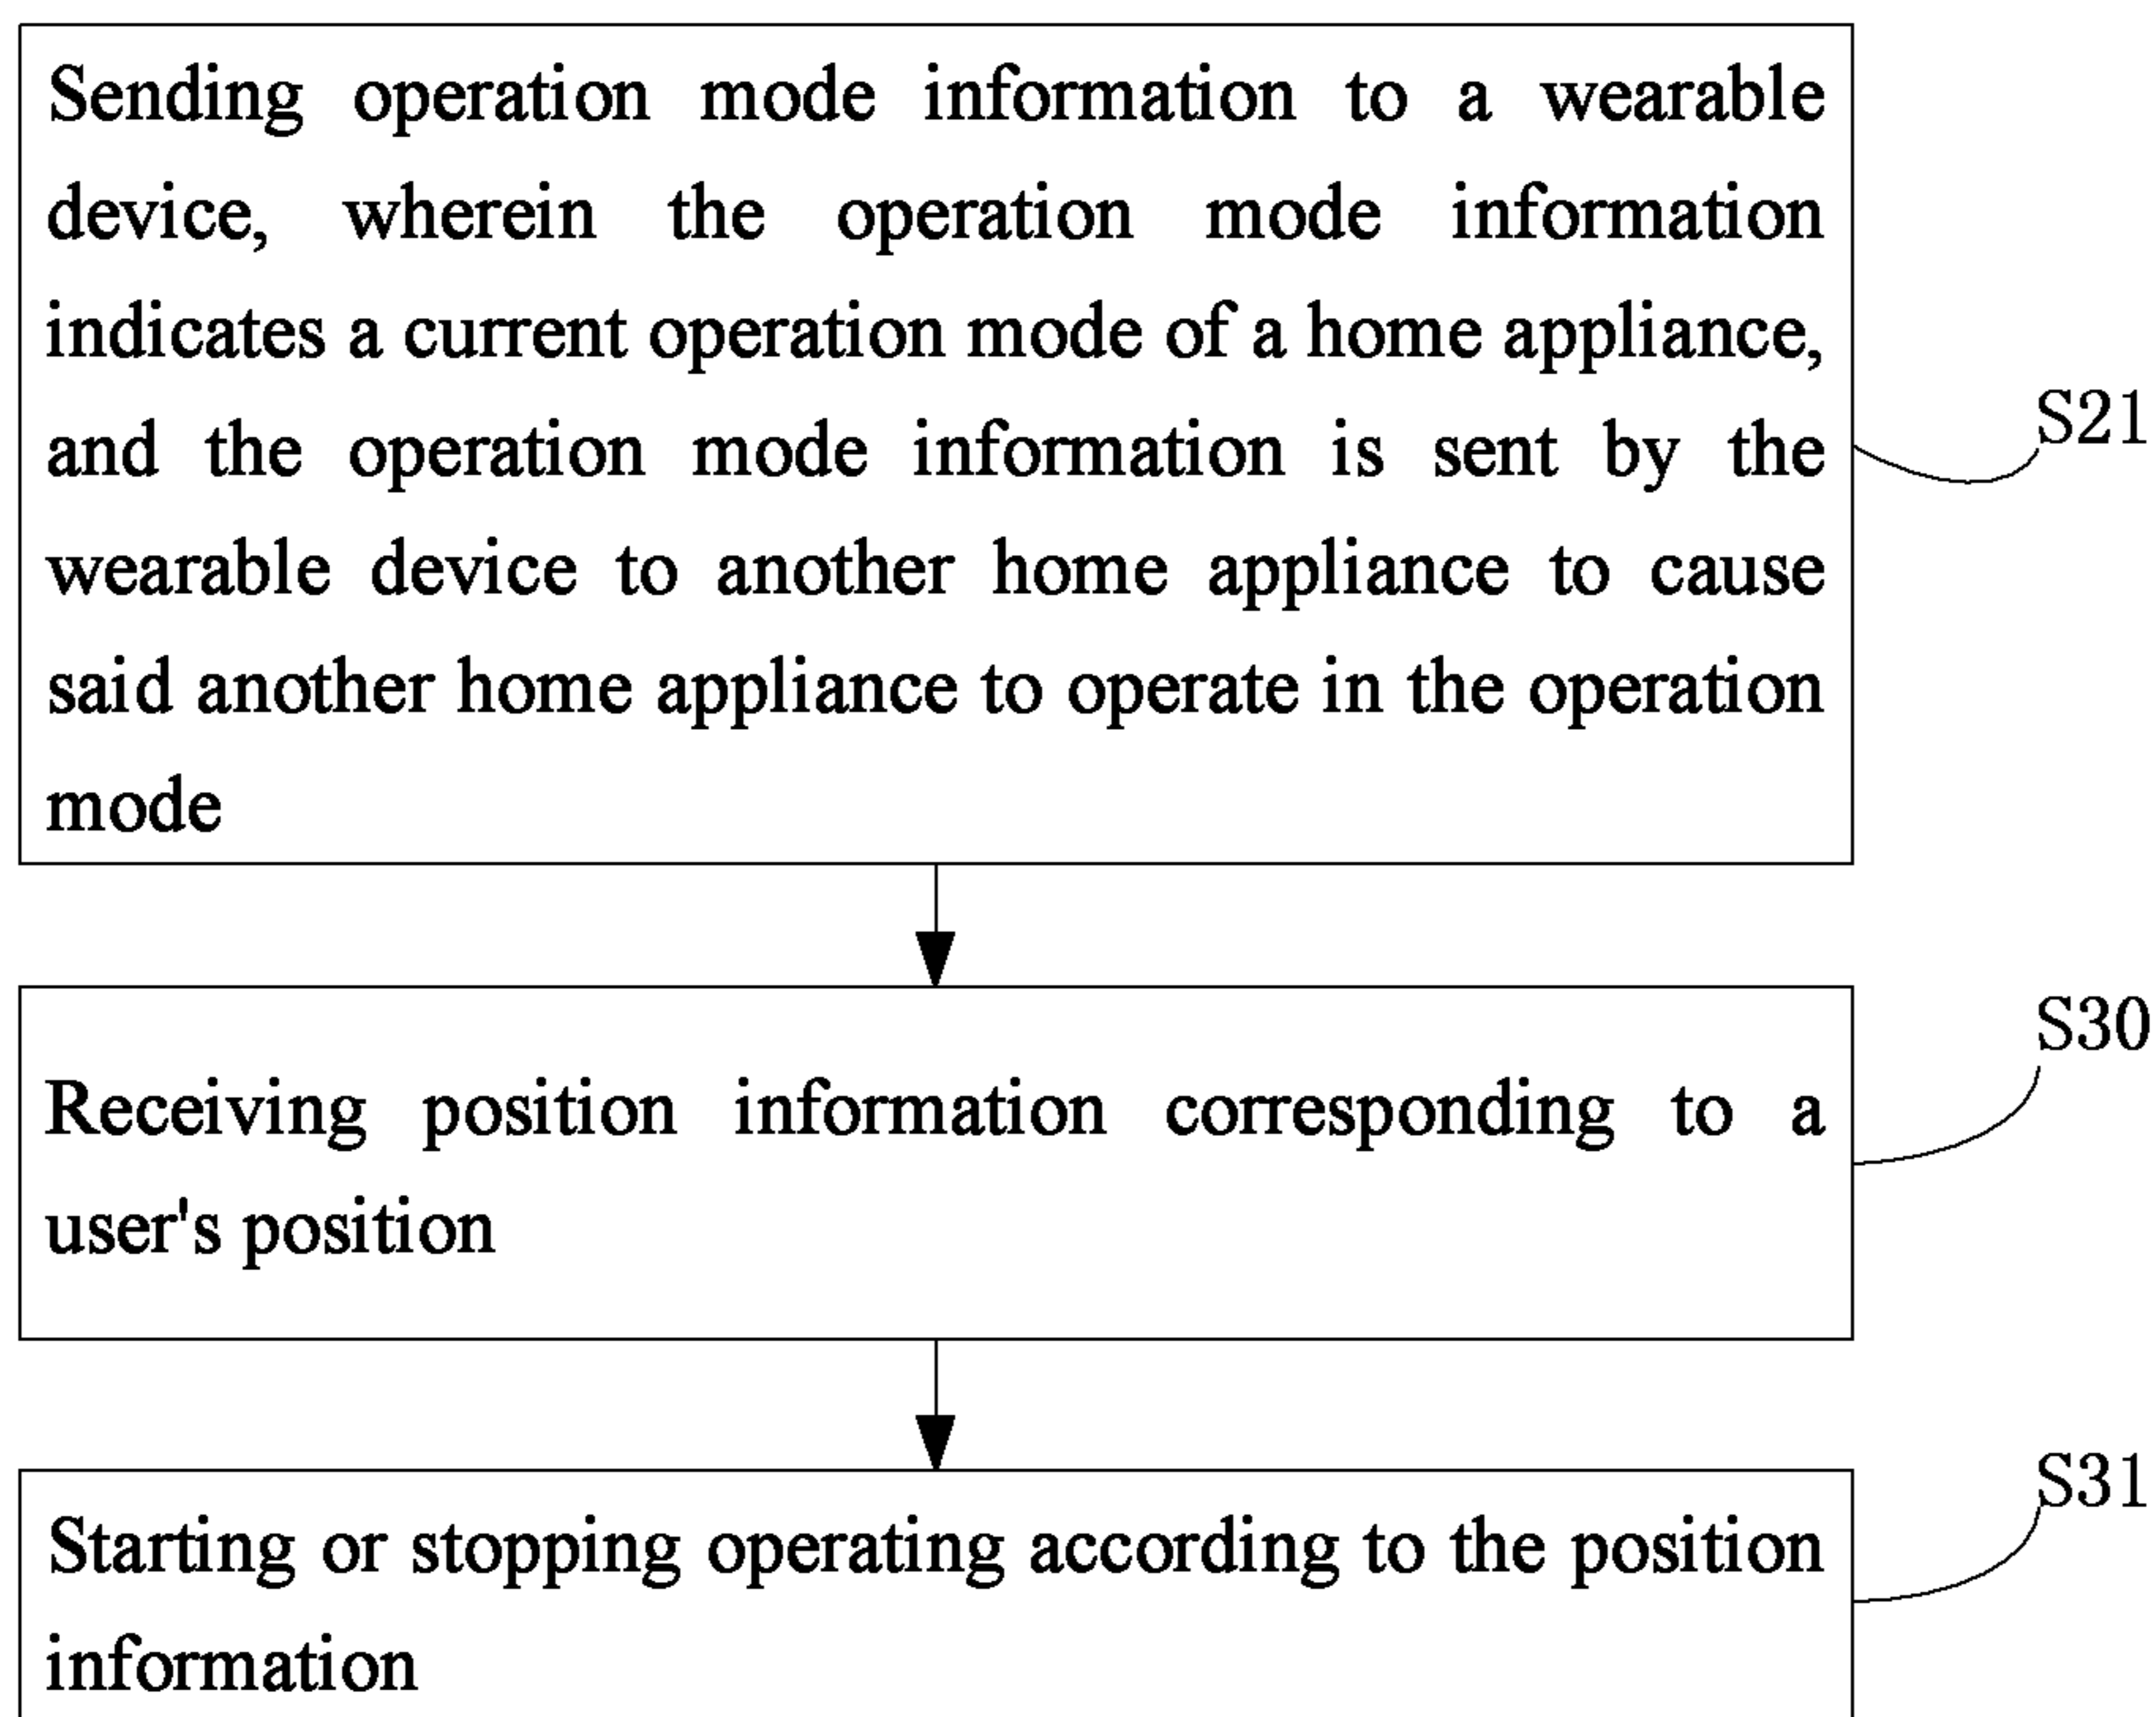 Sending operation mode information to a wearable
device, wherein the operation mode information
indicates a current operation mode of a home appliance,
and the operation mode information is sent by the
wearable device to another home appliance to cause
said another home appliance to operate in the operation
mode
S21
Receiving position information corresponding to a
user's position
S30
Starting or stopping operating according to the position
information
S31